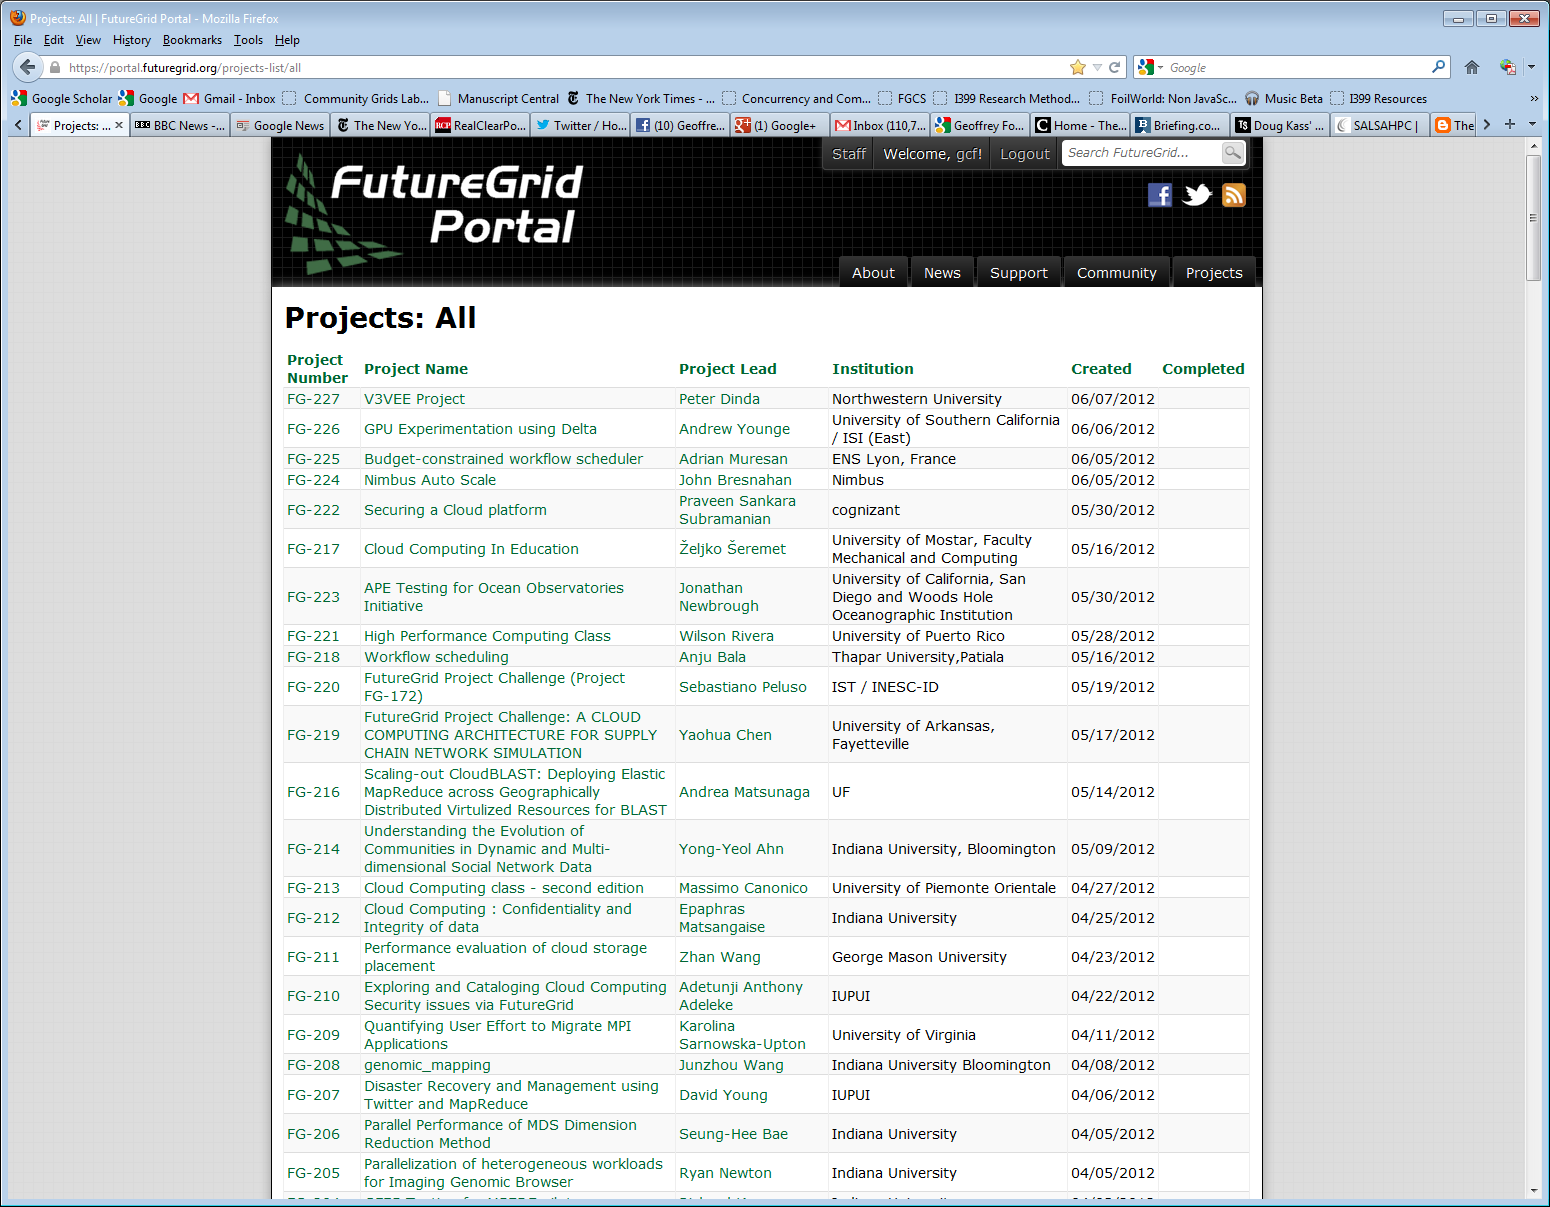 Projects: All | FutureGrid Portal - Mozilla Firefox
File Edit View History Bookmarks Tools Help
https://portal.futuregrid.org/projects-list/all Google
Google Scholar Google Gmail - Inbox Community Grids Lab... Manuscript Central The New York Times - ... Concurrency and Com... FGCS I399 Research Method... FoilWorld: Non JavaSc... Music Beta I399 Resources
Projects: ... BBC News -... Google News The New Yo... RealClearPo... Twitter / Ho... (10) Geoffre... (1) Google+ Inbox (110,7... Geoffrey Fo... Home - The... Briefing.co... Doug Kass' ... SALSAHPC | The
Staff Welcome, gcf! Logout Search FutureGrid...
FutureGrid
Portal
About News Support Community Projects
Projects: All
Project
Number Project Name Project Lead Institution Created Completed
FG-227 V3VEE Project Peter Dinda Northwestern University 06/07/2012
FG-226 GPU Experimentation using Delta Andrew Younge University of Southern California
/ ISI (East) 06/06/2012
FG-225 Budget-constrained workflow scheduler Adrian Muresan ENS Lyon, France 06/05/2012
FG-224 Nimbus Auto Scale John Bresnahan Nimbus 06/05/2012
FG-222 Securing a Cloud platform Praveen Sankara
Subramanian cognizant 05/30/2012
FG-217 Cloud Computing In Education Željko Šeremet University of Mostar, Faculty
Mechanical and Computing 05/16/2012
FG-223 APE Testing for Ocean Observatories
Initiative Jonathan
Newbrough University of California, San
Diego and Woods Hole
Oceanographic Institution 05/30/2012
FG-221 High Performance Computing Class Wilson Rivera University of Puerto Rico 05/28/2012
FG-218 Workflow scheduling Anju Bala Thapar University,Patiala 05/16/2012
FG-220 FutureGrid Project Challenge (Project
FG-172) Sebastiano Peluso IST / INESC-ID 05/19/2012
FG-219 FutureGrid Project Challenge: A CLOUD
COMPUTING ARCHITECTURE FOR SUPPLY
CHAIN NETWORK SIMULATION Yaohua Chen University of Arkansas,
Fayetteville 05/17/2012
FG-216 Scaling-out CloudBLAST: Deploying Elastic
MapReduce across Geographically
Distributed Virtulized Resources for BLAST Andrea Matsunaga UF 05/14/2012
FG-214 Understanding the Evolution of
Communities in Dynamic and Multi-
dimensional Social Network Data Yong-Yeol Ahn Indiana University, Bloomington 05/09/2012
FG-213 Cloud Computing class - second edition Massimo Canonico University of Piemonte Orientale 04/27/2012
FG-212 Cloud Computing : Confidentiality and
Integrity of data Epaphras
Matsangaise Indiana University 04/25/2012
FG-211 Performance evaluation of cloud storage
placement Zhan Wang George Mason University 04/23/2012
FG-210 Exploring and Cataloging Cloud Computing
Security issues via FutureGrid Adetunji Anthony
Adeleke IUPUI 04/22/2012
FG-209 Quantifying User Effort to Migrate MPI
Applications Karolina
Sarnowska-Upton University of Virginia 04/11/2012
FG-208 genomic_mapping Junzhou Wang Indiana University Bloomington 04/08/2012
FG-207 Disaster Recovery and Management using
Twitter and MapReduce David Young IUPUI 04/06/2012
FG-206 Parallel Performance of MDS Dimension
Reduction Method Seung-Hee Bae Indiana University 04/05/2012
FG-205 Parallelization of heterogeneous workloads
for Imaging Genomic Browser Ryan Newton Indiana University 04/05/2012